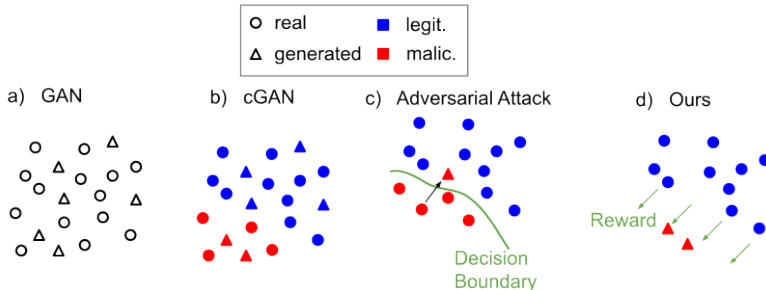 real
legit.
generated
malic.
a) GAN
b) cGAN
c) Adversarial Attack
d) Ours
Reward
Decision
Boundary